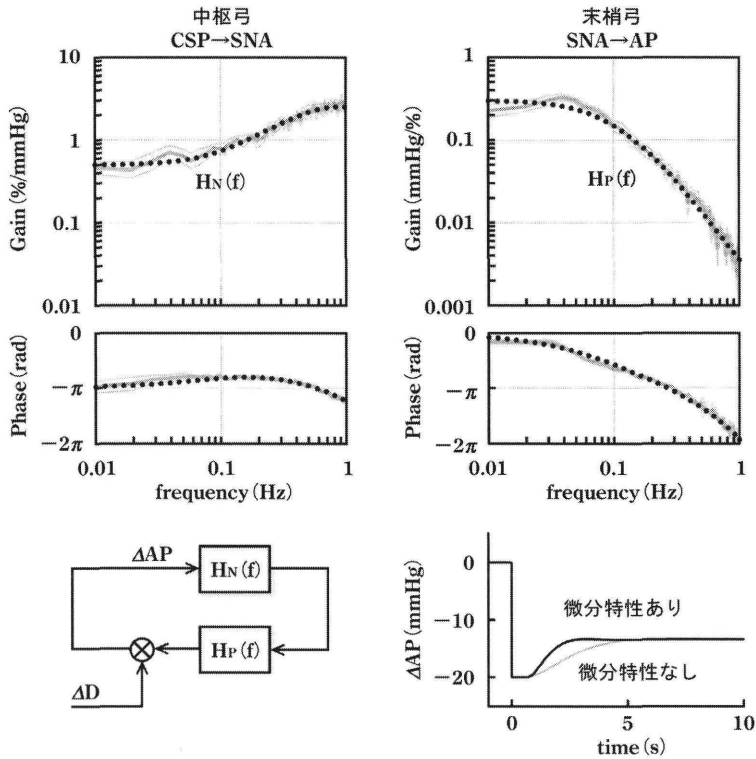 中枢弓
CSP→SNA
10
1
0.1
0.01
Gain (%/mmHg)
HN(f)
0
−π
−2π
Phase (rad)
0.01
0.1
1
frequency (Hz)
末梢弓
SNA→AP
1
0.1
0.01
0.001
Gain (mmHg/%)
HP(f)
0
−π
−2π
Phase (rad)
0.01
0.1
1
frequency (Hz)
ΔAP
HN(f)
HP(f)
ΔD
0
−10
−20
ΔAP (mmHg)
微分特性あり
微分特性なし
0
5
10
time (s)